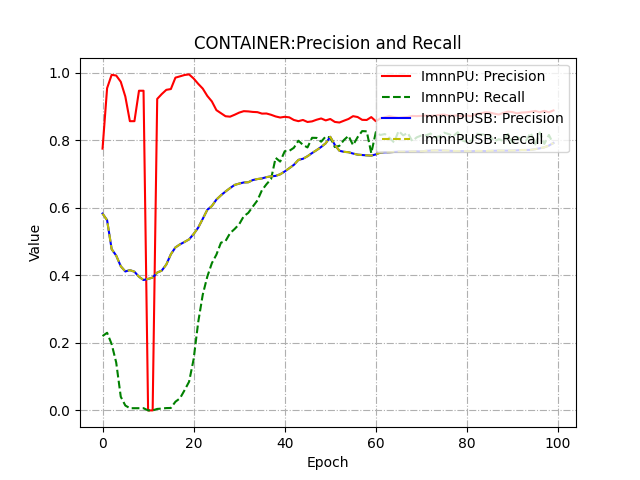 CONTAINER:Precision and Recall
ImnnPU: Precision
ImnnPU: Recall
ImnnPUSB: Precision
ImnnPUSB: Recall
1.0
0.8
0.6
0.4
0.2
0.0
Value
0 20 40 60 80 100
Epoch